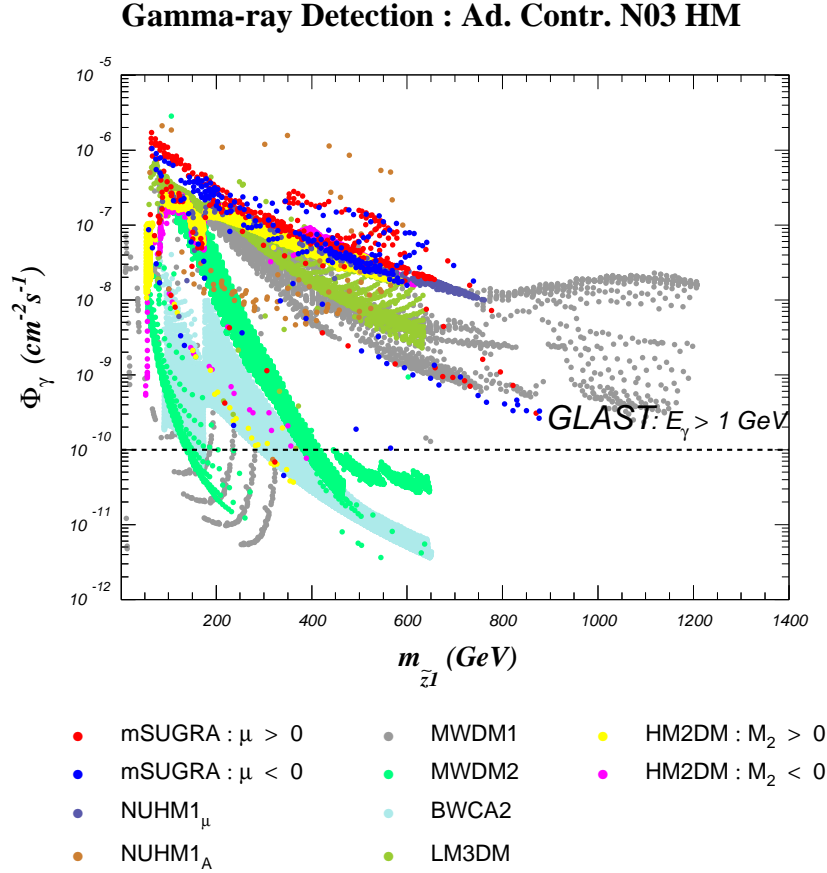 Gamma-ray Detection : Ad. Contr. N03 HM
10⁻⁵
10⁻⁶
10⁻⁷
10⁻⁸
10⁻⁹
10⁻¹⁰
10⁻¹¹
10⁻¹²
Φγ (cm⁻²s⁻¹)
GLAST: Eγ > 1 GeV
200 400 600 800 1000 1200 1400
m_z̃1 (GeV)
mSUGRA : μ > 0 MWDM1 HM2DM : M₂ > 0
mSUGRA : μ < 0 MWDM2 HM2DM : M₂ < 0
NUHM1μ BWCA2
NUHM1A LM3DM